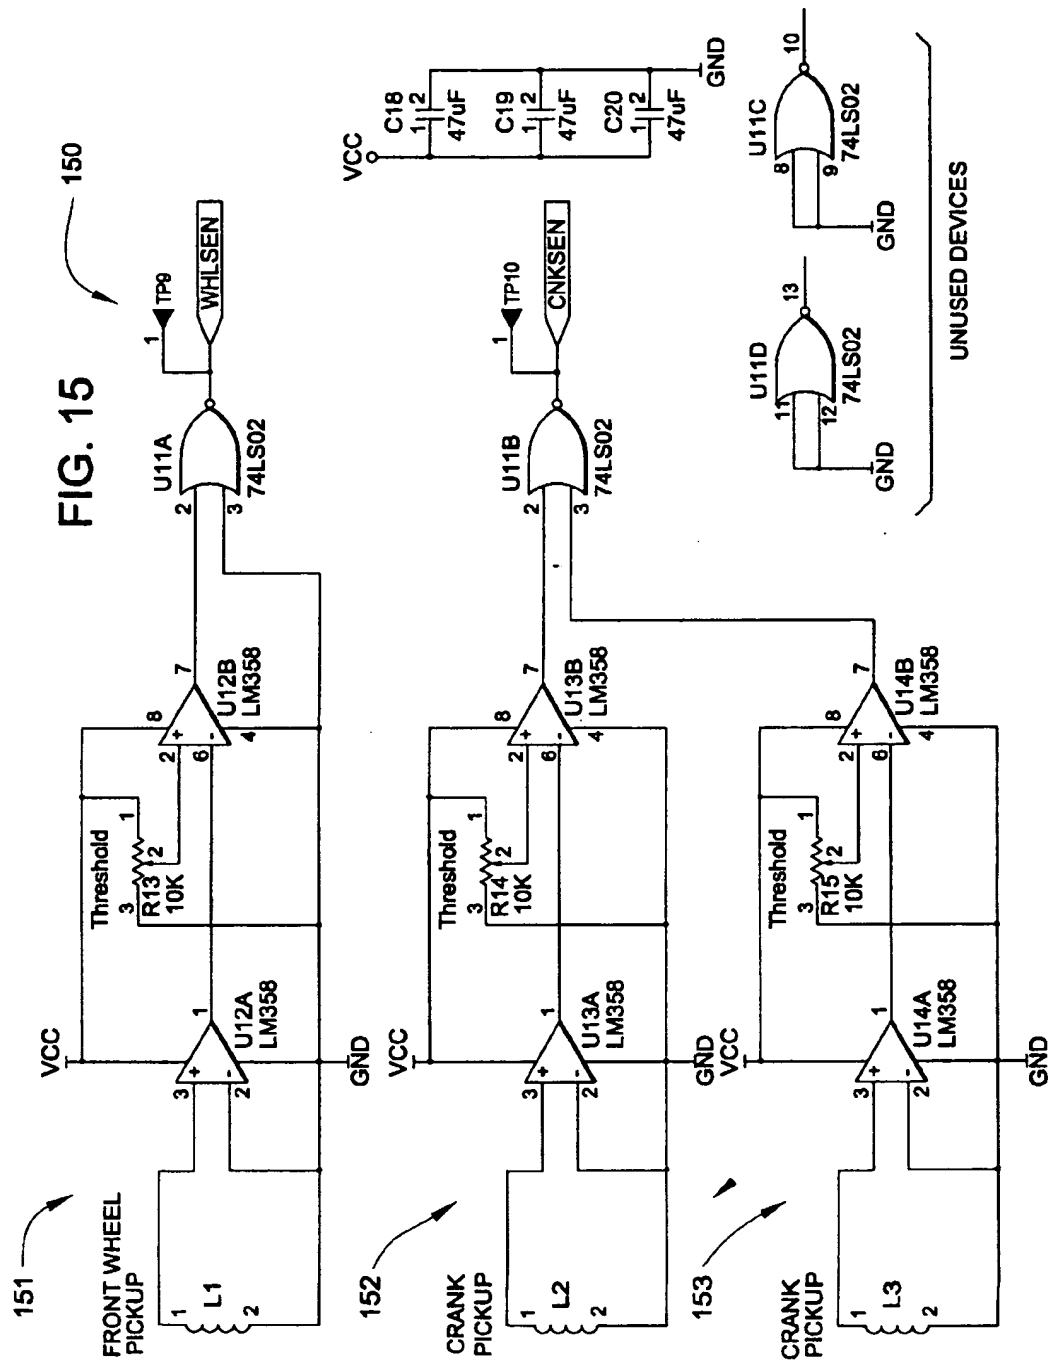 FIG. 15
150
151
FRONT WHEEL
PICKUP
1
L1
2
VCC
3
+
-
2
1
U12A
LM358
GND
Threshold
3
1
2
R13
10K
8
2
+
6
-
4
7
U12B
LM358
2
3
U11A
74LS02
1
TP9
WHLSEN
152
CRANK
PICKUP
1
L2
2
VCC
3
+
-
2
1
U13A
LM358
GND
Threshold
3
1
2
R14
10K
8
2
+
6
-
4
7
U13B
LM358
2
3
U11B
74LS02
1
TP10
CNKSEN
153
CRANK
PICKUP
1
L3
2
VCC
3
+
-
2
1
U14A
LM358
GND
Threshold
3
1
2
R15
10K
8
2
+
6
-
4
7
U14B
LM358
VCC
C18
1 2
47uF
C19
1 2
47uF
C20
1 2
47uF
GND
U11D
11
12
13
74LS02
GND
U11C
8
9
10
74LS02
GND
UNUSED DEVICES